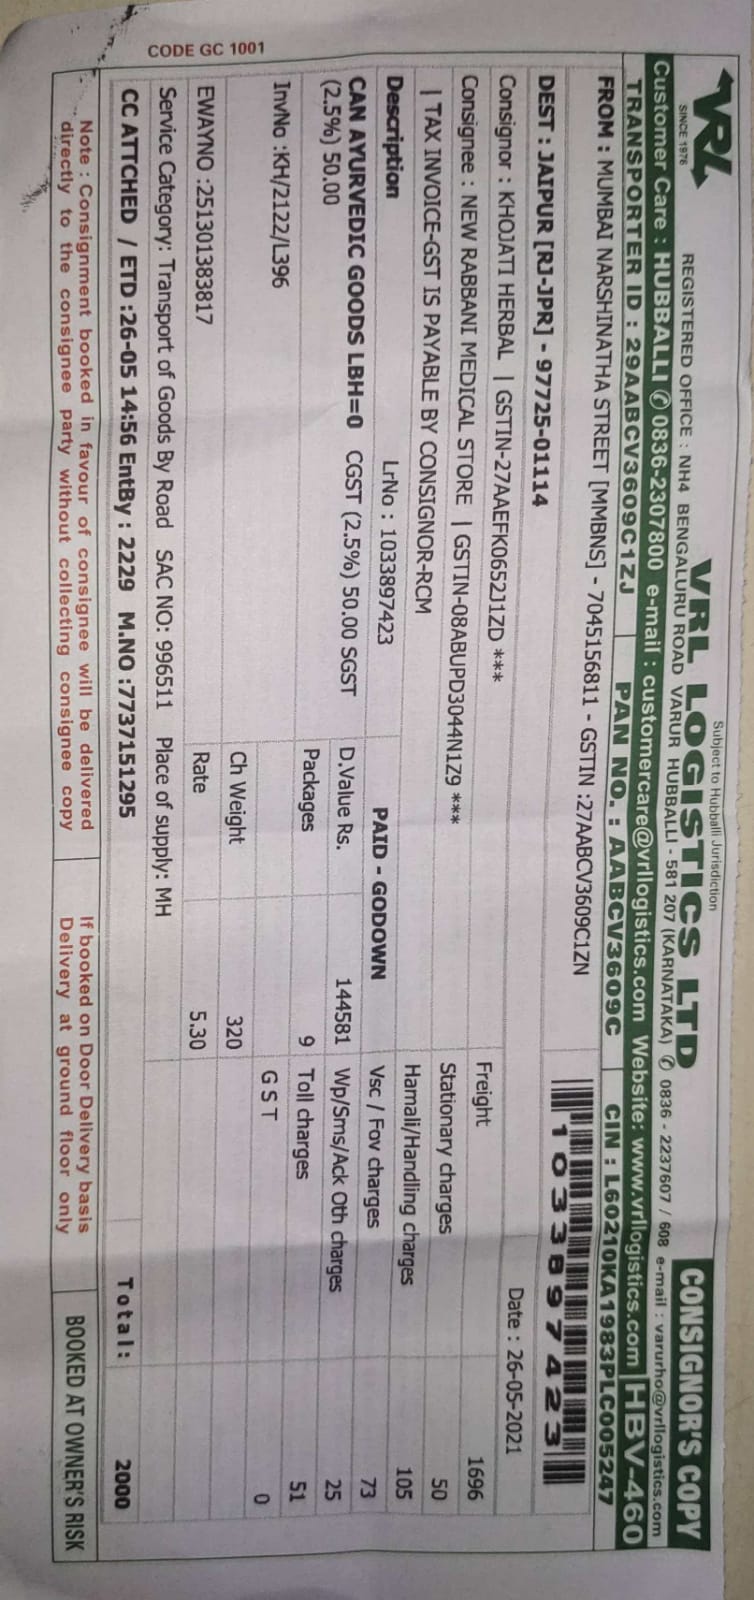 Subject to Hubballi Jurisdiction
CONSIGNOR'S COPY
VRL
SINCE 1976
VRL LOGISTICS LTD
REGISTERED OFFICE : NH4 BENGALURU ROAD VARUR HUBBALLI - 581 207 (KARNATAKA) ✆ 0836 - 2237607 / 608 e-mail : varurho@vrllogistics.com
Customer Care : HUBBALLI ✆ 0836-2307800 e-mail : customercare@vrllogistics.com Website: www.vrllogistics.com HBV-460
TRANSPORTER ID : 29AABCV3609C1ZJ PAN NO. : AABCV3609C CIN : L60210KA1983PLC005247
FROM : MUMBAI NARSHINATHA STREET [MMBNS] - 7045156811 - GSTIN :27AABCV3609C1ZN
DEST : JAIPUR [RJ-JPR] - 97725-01114
1033897423
Date : 26-05-2021
Consignor : KHOJATI HERBAL | GSTIN-27AAEFK0652J1ZD ***
Consignee : NEW RABBANI MEDICAL STORE | GSTIN-08ABUPD3044N1Z9 ***
| TAX INVOICE-GST IS PAYABLE BY CONSIGNOR-RCM
Freight 1696
Stationary charges 50
Hamali/Handling charges 105
Description LrNo : 1033897423 PAID - GODOWN Vsc / Fov charges 73
CAN AYURVEDIC GOODS LBH=0 CGST (2.5%) 50.00 SGST
(2.5%) 50.00
D.Value Rs. 144581 Wp/Sms/Ack Oth charges 25
Packages 9 Toll charges 51
InvNo :KH/2122/L396 GST 0
Ch Weight 320
EWAYNO :251301383817 Rate 5.30
Service Category: Transport of Goods By Road SAC NO: 996511 Place of supply: MH
CC ATTCHED / ETD :26-05 14:56 EntBy : 2229 M.NO :7737151295 Total: 2000
Note : Consignment booked in favour of consignee will be delivered
directly to the consignee party without collecting consignee copy
If booked on Door Delivery basis
Delivery at ground floor only
BOOKED AT OWNER'S RISK
CODE GC 1001